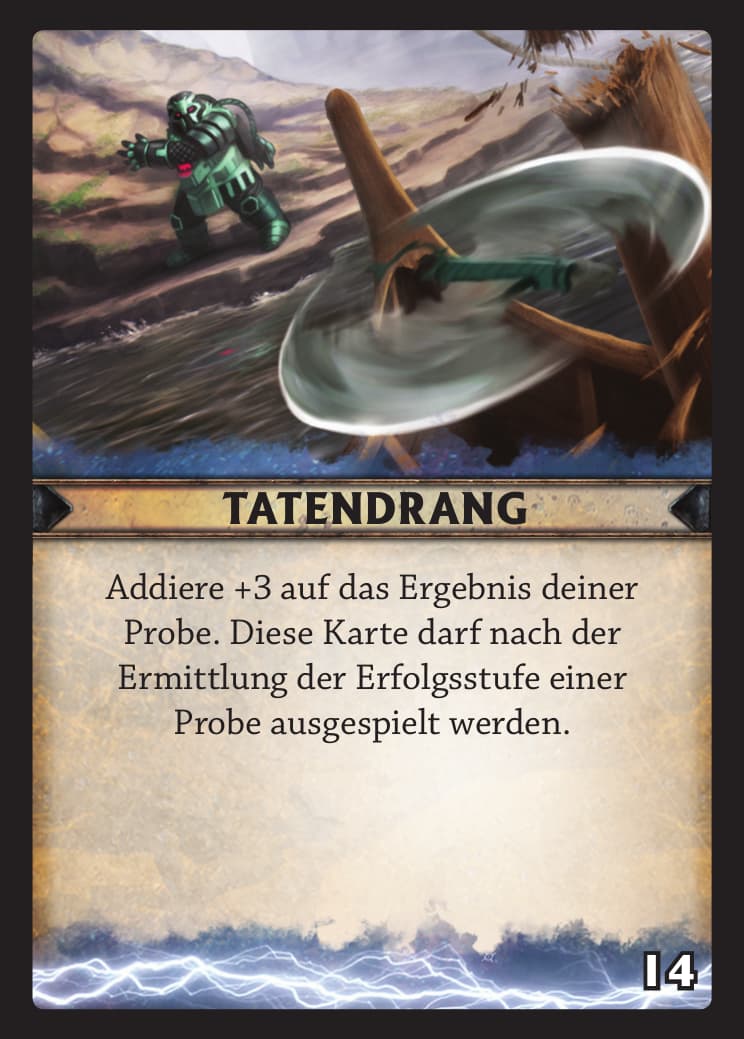 TATENDRANG
Addiere +3 auf das Ergebnis deiner
Probe. Diese Karte darf nach der
Ermittlung der Erfolgsstufe einer
Probe ausgespielt werden.
14